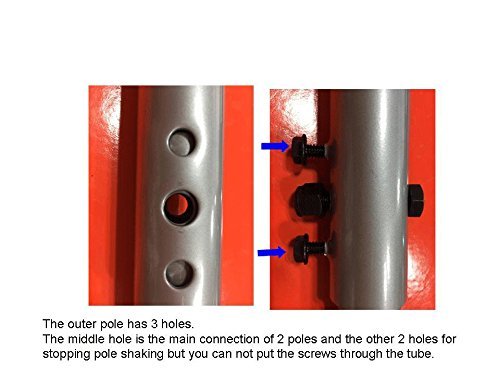 The outer pole has 3 holes.
The middle hole is the main connection of 2 poles and the other 2 holes for
stopping pole shaking but you can not put the screws through the tube.